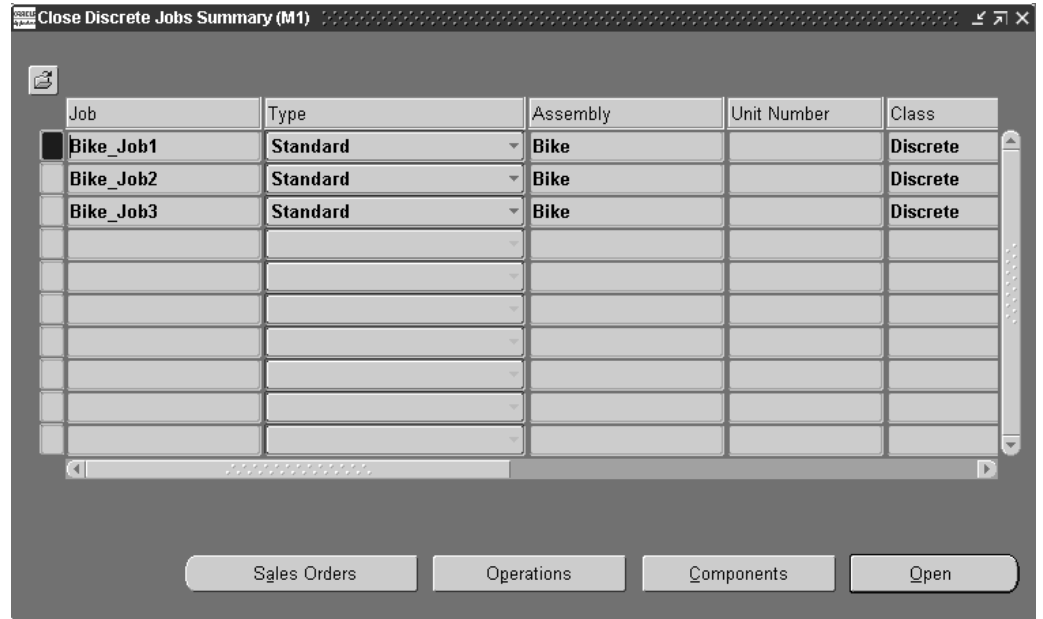 Close Discrete Jobs Summary (M1)
Job Type Assembly Unit Number Class
Bike_Job1 Standard Bike Discrete
Bike_Job2 Standard Bike Discrete
Bike_Job3 Standard Bike Discrete
Sales Orders Operations Components Open